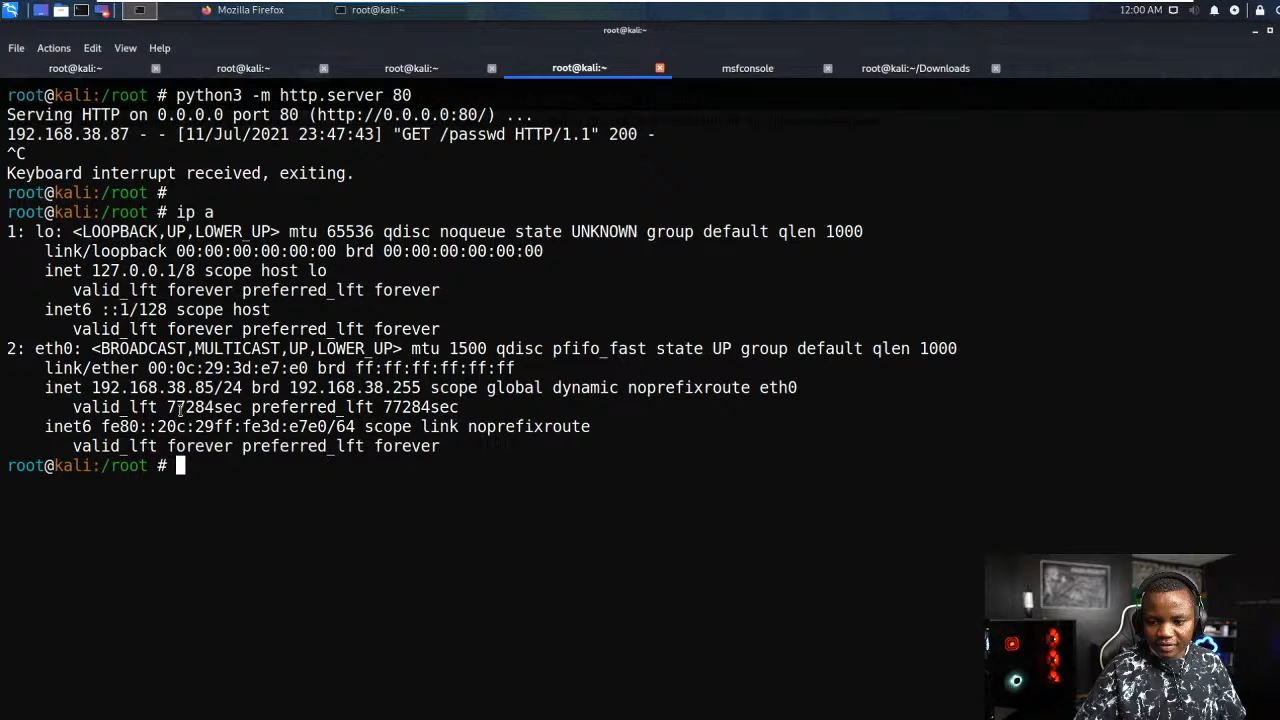 Mozilla Firefox
root@kali:~
12:00 AM
root@kali:~
File Actions Edit View Help
root@kali:~ root@kali:~ root@kali:~ root@kali:~ msfconsole root@kali:~/Downloads
root@kali:/root # python3 -m http.server 80
Serving HTTP on 0.0.0.0 port 80 (http://0.0.0.0:80/) ...
192.168.38.87 - - [11/Jul/2021 23:47:43] "GET /passwd HTTP/1.1" 200 -
^C
Keyboard interrupt received, exiting.
root@kali:/root #
root@kali:/root # ip a
1: lo: <LOOPBACK,UP,LOWER_UP> mtu 65536 qdisc noqueue state UNKNOWN group default qlen 1000
link/loopback 00:00:00:00:00:00 brd 00:00:00:00:00:00
inet 127.0.0.1/8 scope host lo
valid_lft forever preferred_lft forever
inet6 ::1/128 scope host
valid_lft forever preferred_lft forever
2: eth0: <BROADCAST,MULTICAST,UP,LOWER_UP> mtu 1500 qdisc pfifo_fast state UP group default qlen 1000
link/ether 00:0c:29:3d:e7:e0 brd ff:ff:ff:ff:ff:ff
inet 192.168.38.85/24 brd 192.168.38.255 scope global dynamic noprefixroute eth0
valid_lft 77284sec preferred_lft 77284sec
inet6 fe80::20c:29ff:fe3d:e7e0/64 scope link noprefixroute
valid_lft forever preferred_lft forever
root@kali:/root #